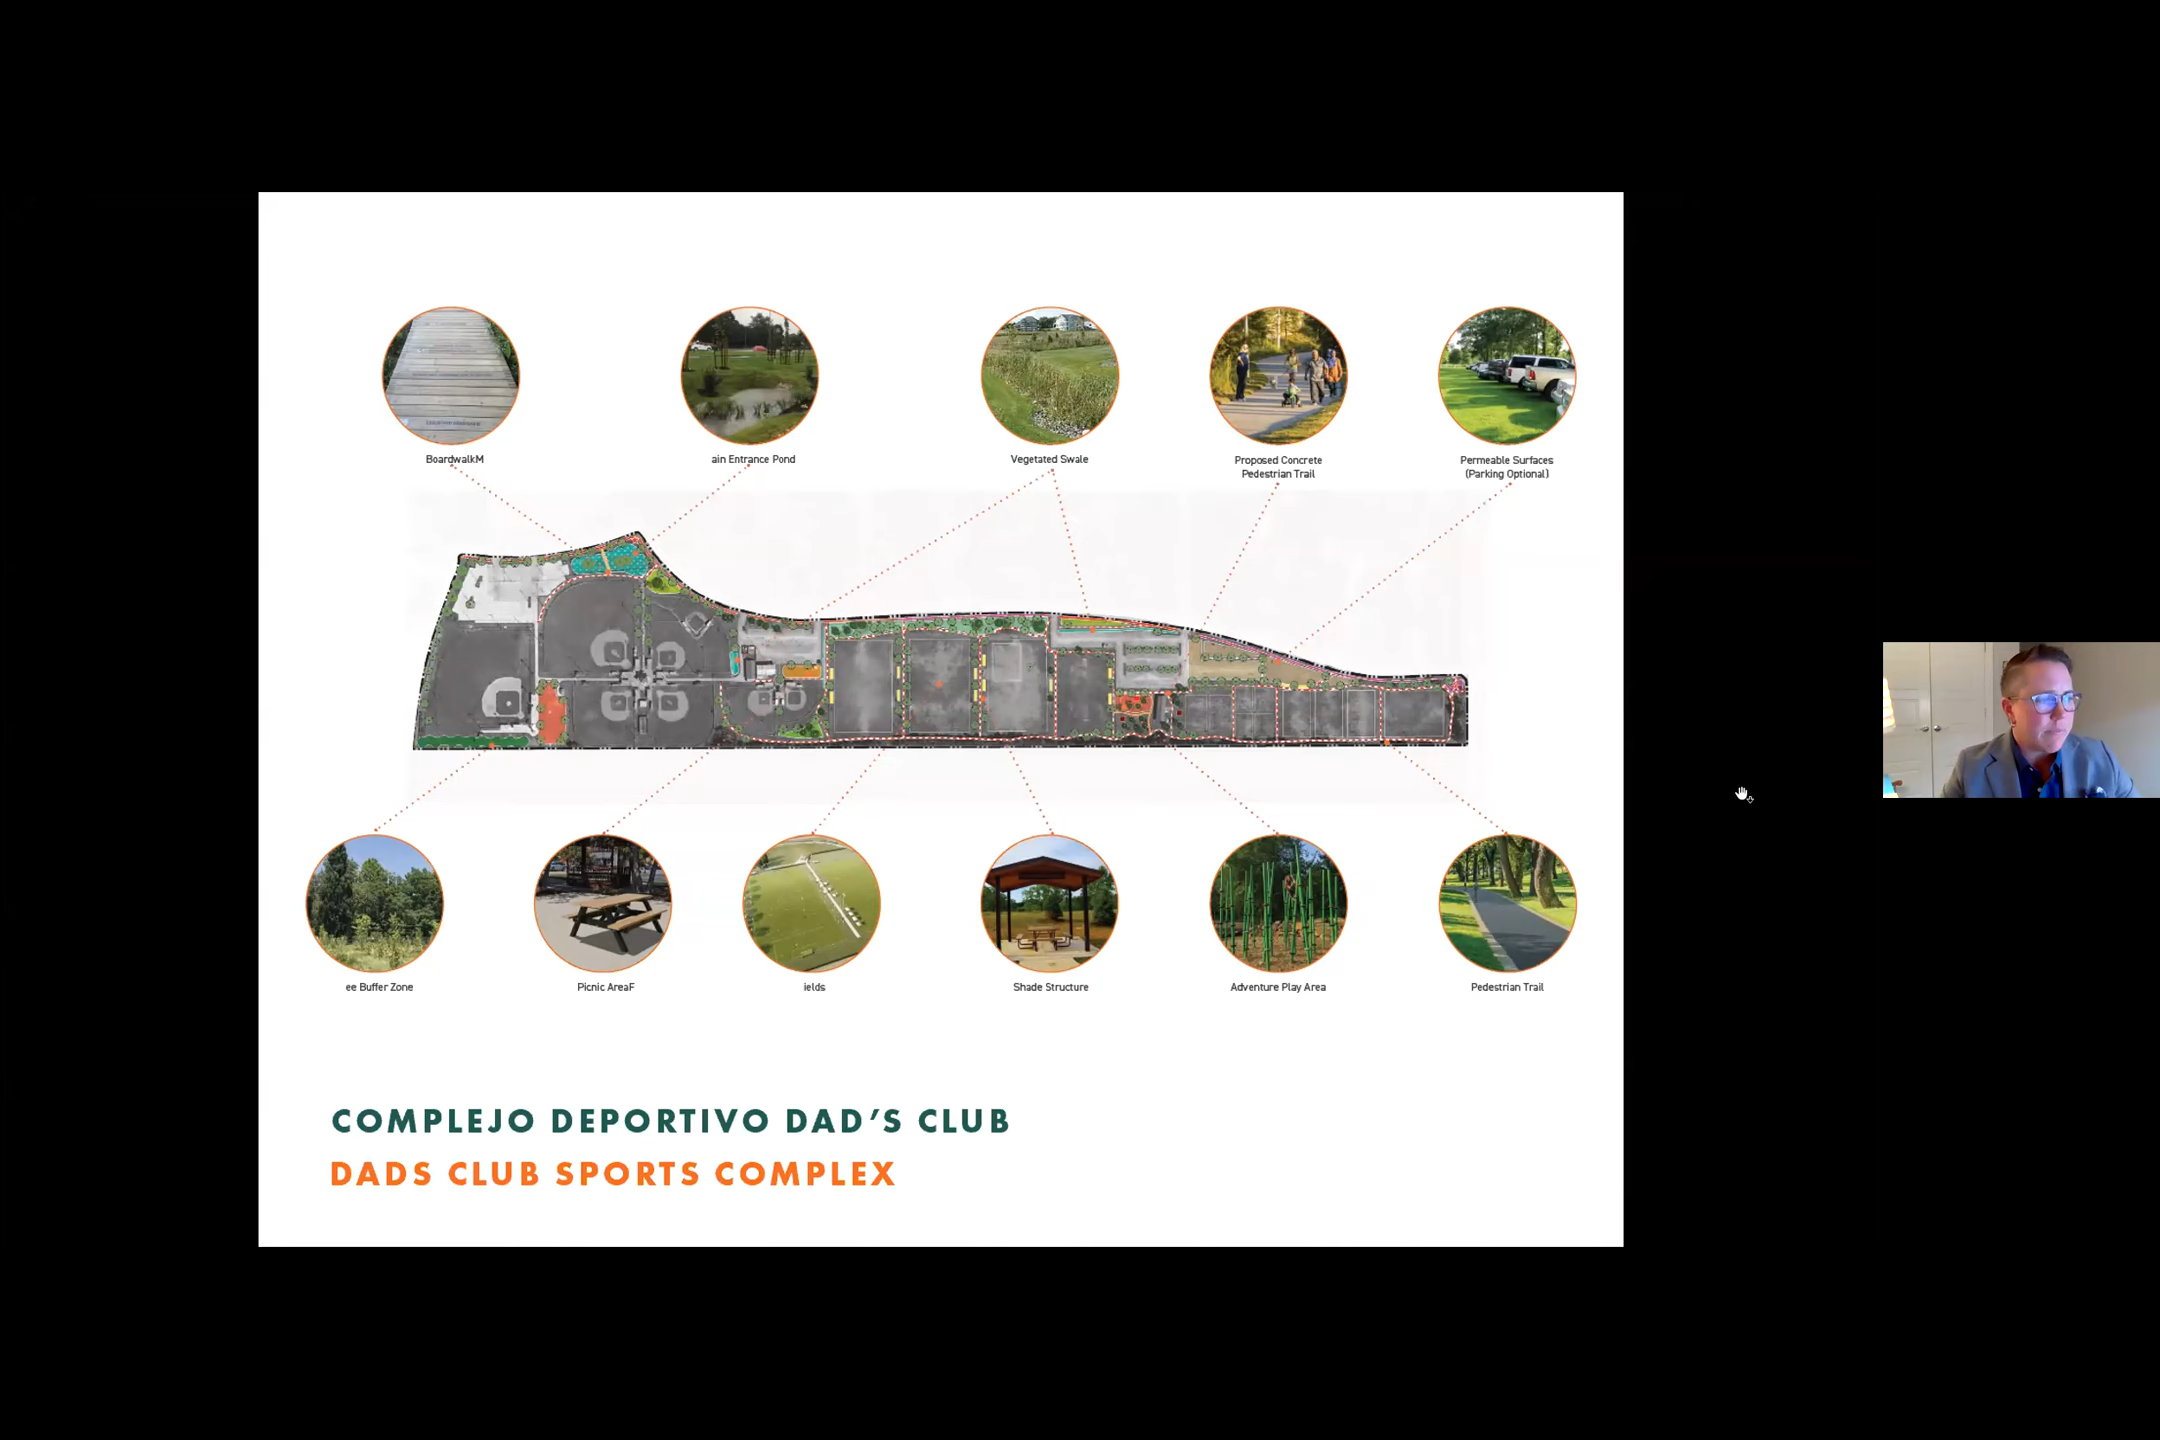 BoardwalkM
ain Entrance Pond
Vegetated Swale
Proposed Concrete
Pedestrian Trail
Permeable Surfaces
(Parking Optional)
ee Buffer Zone
Picnic AreaF
ields
Shade Structure
Adventure Play Area
Pedestrian Trail
COMPLEJO DEPORTIVO DAD'S CLUB
DADS CLUB SPORTS COMPLEX